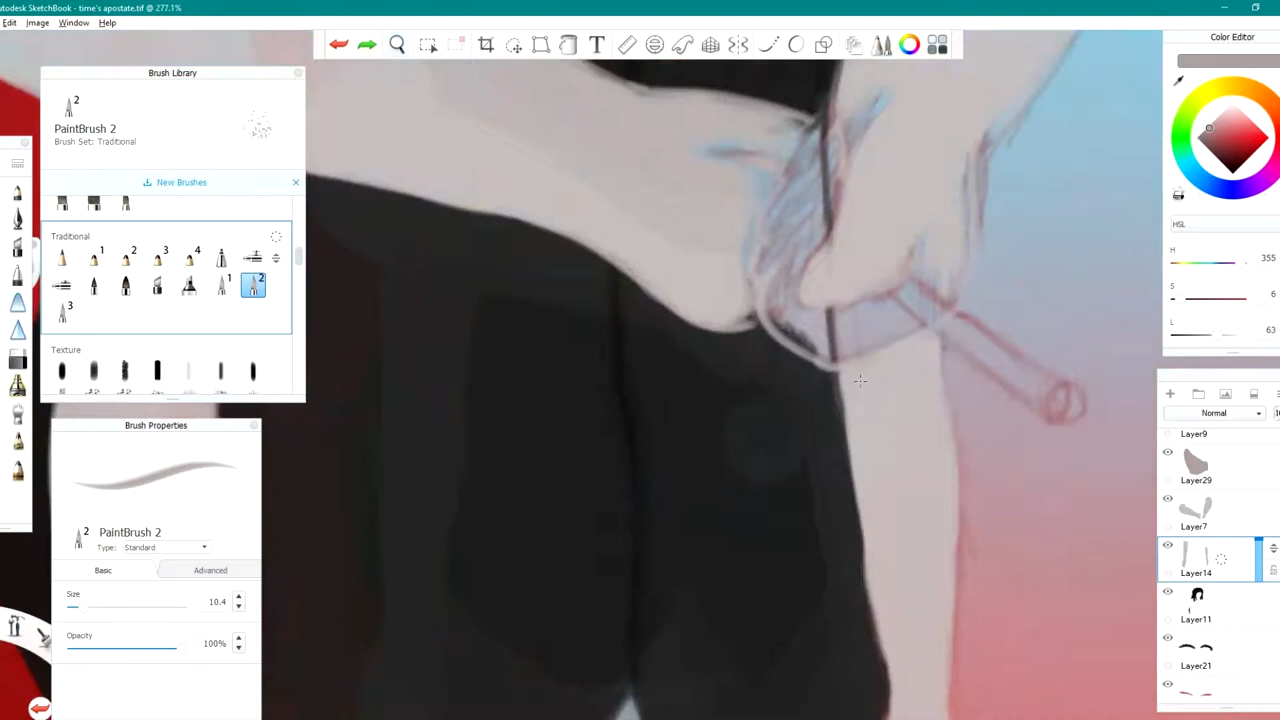 utodesk SketchBook - time's apostate.tif @ 277.1%
Edit Image Window Help
Brush Library
2
PaintBrush 2
Brush Set: Traditional
New Brushes
Traditional
1 2 3 4
1 2
3
Texture
Brush Properties
2 PaintBrush 2
Type: Standard
Basic Advanced
Size
10.4
Opacity
100%
T
Color Editor
HSL
H
355
S
6
L
63
Normal
Layer9
Layer29
Layer7
Layer14
Layer11
Layer21